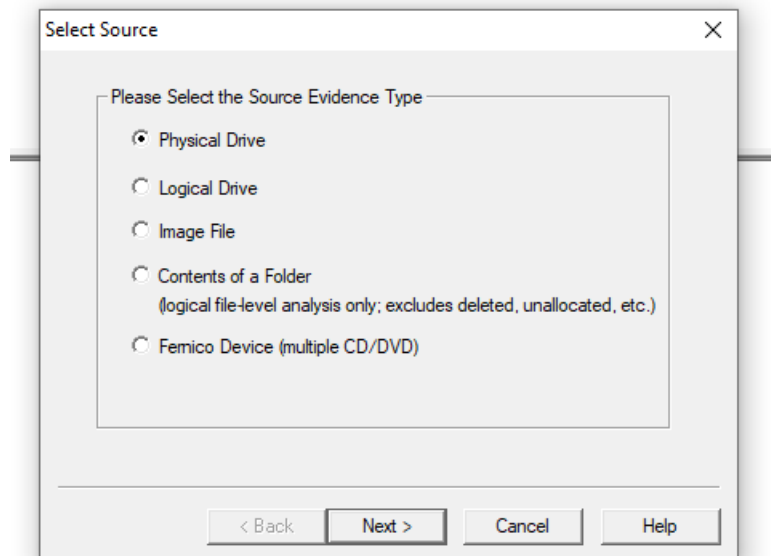 Select Source
Please Select the Source Evidence Type
Physical Drive
Logical Drive
Image File
Contents of a Folder
(logical file-level analysis only; excludes deleted, unallocated, etc.)
Fernico Device (multiple CD/DVD)
< Back
Next >
Cancel
Help